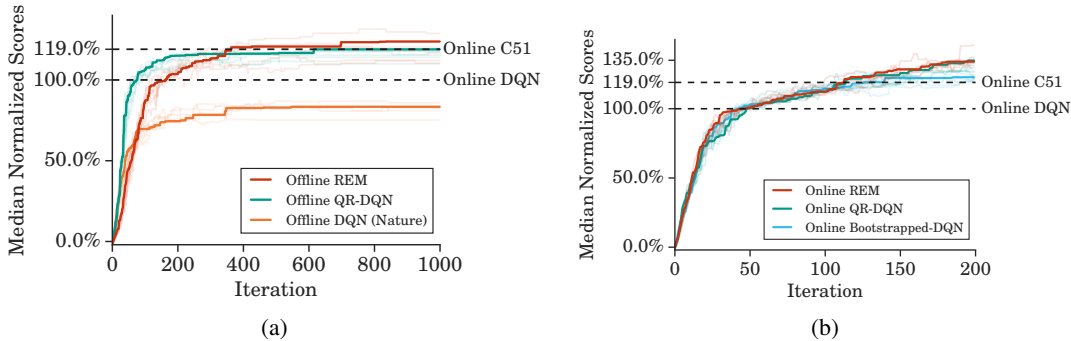 Median Normalized Scores
119.0%
100.0%
50.0%
0.0%
Online C51
Online DQN
Offline REM
Offline QR-DQN
Offline DQN (Nature)
0 200 400 600 800 1000
Iteration
(a)
Median Normalized Scores
135.0%
119.0%
100.0%
50.0%
0.0%
Online C51
Online DQN
Online REM
Online QR-DQN
Online Bootstrapped-DQN
0 50 100 150 200
Iteration
(b)